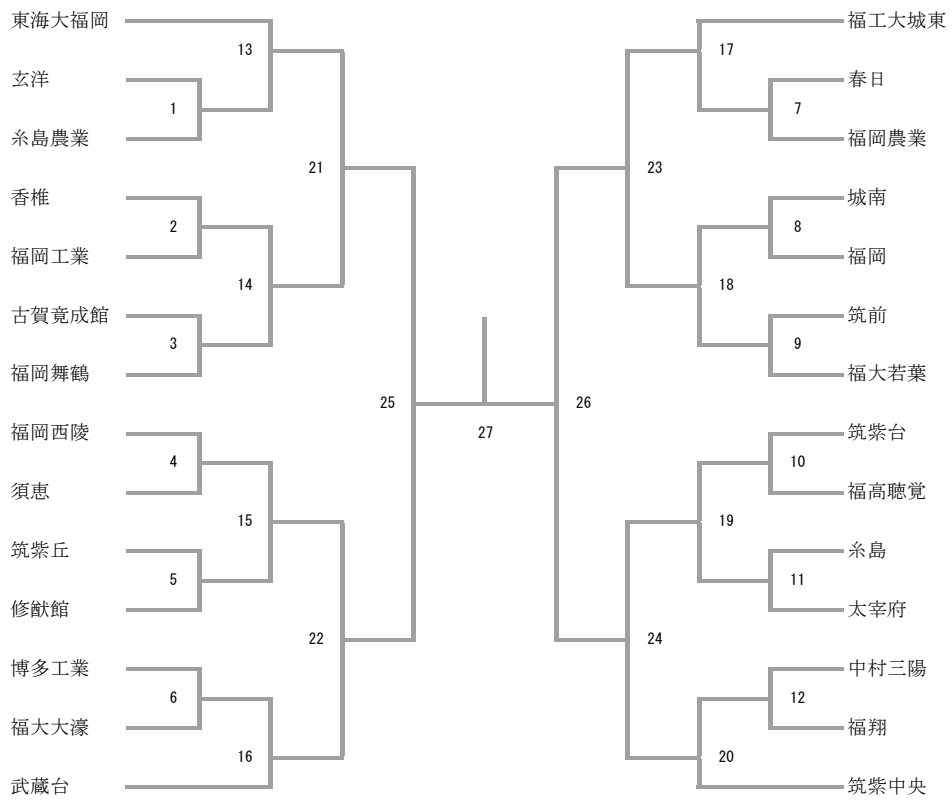 東海大福岡
福工大城東
13
17
玄洋
春日
1
7
糸島農業
福岡農業
21
23
香椎
城南
2
8
福岡工業
福岡
14
18
古賀竟成館
筑前
3
9
福岡舞鶴
福大若葉
25
26
27
福岡西陵
筑紫台
4
10
須恵
福高聴覚
15
19
筑紫丘
糸島
5
11
修猷館
太宰府
22
24
博多工業
中村三陽
6
12
福大大濠
福翔
16
20
武蔵台
筑紫中央